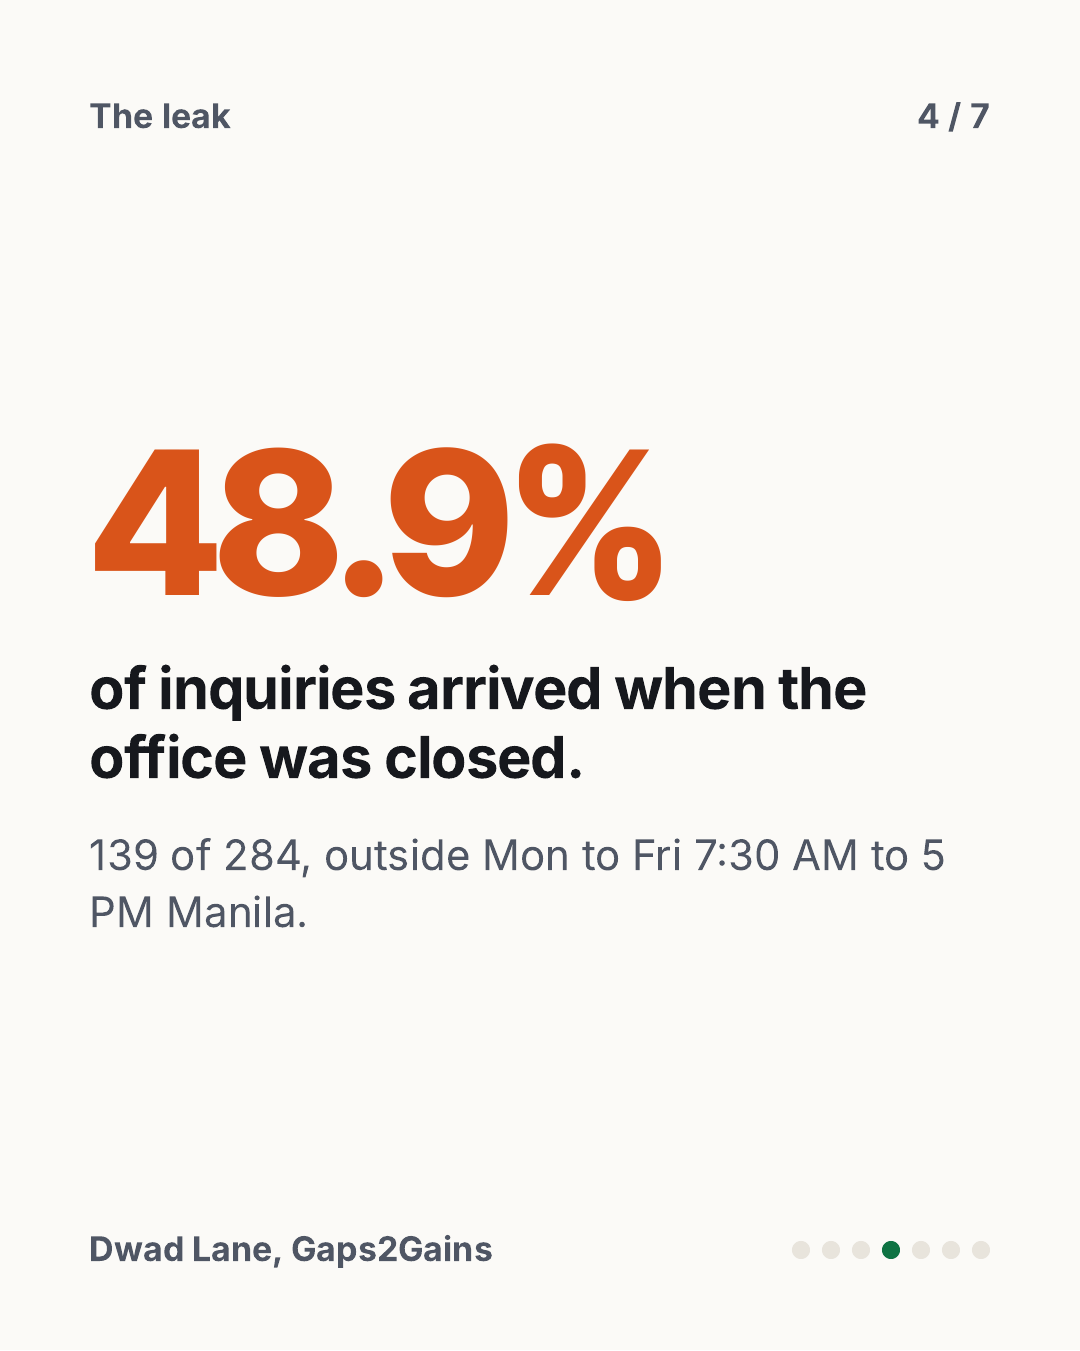 The leak
4 / 7
48.9%
of inquiries arrived when the
office was closed.
139 of 284, outside Mon to Fri 7:30 AM to 5
PM Manila.
Dwad Lane, Gaps2Gains